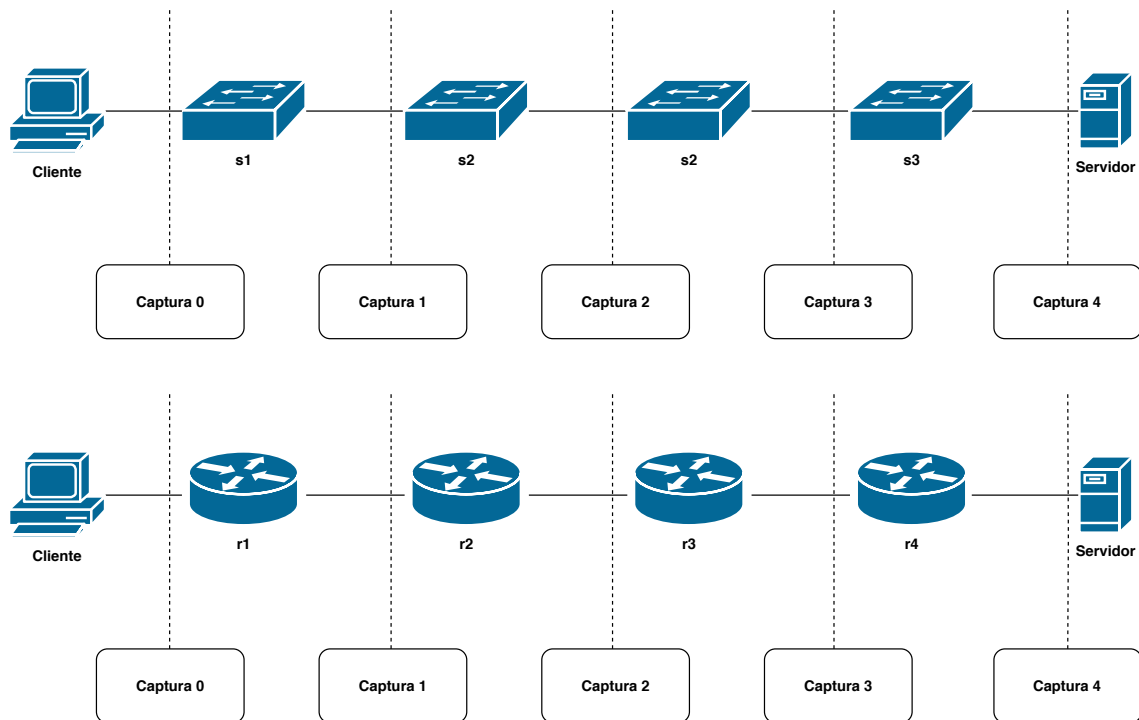 Cliente
s1
s2
s2
s3
Servidor
Captura 0
Captura 1
Captura 2
Captura 3
Captura 4
Cliente
r1
r2
r3
r4
Servidor
Captura 0
Captura 1
Captura 2
Captura 3
Captura 4